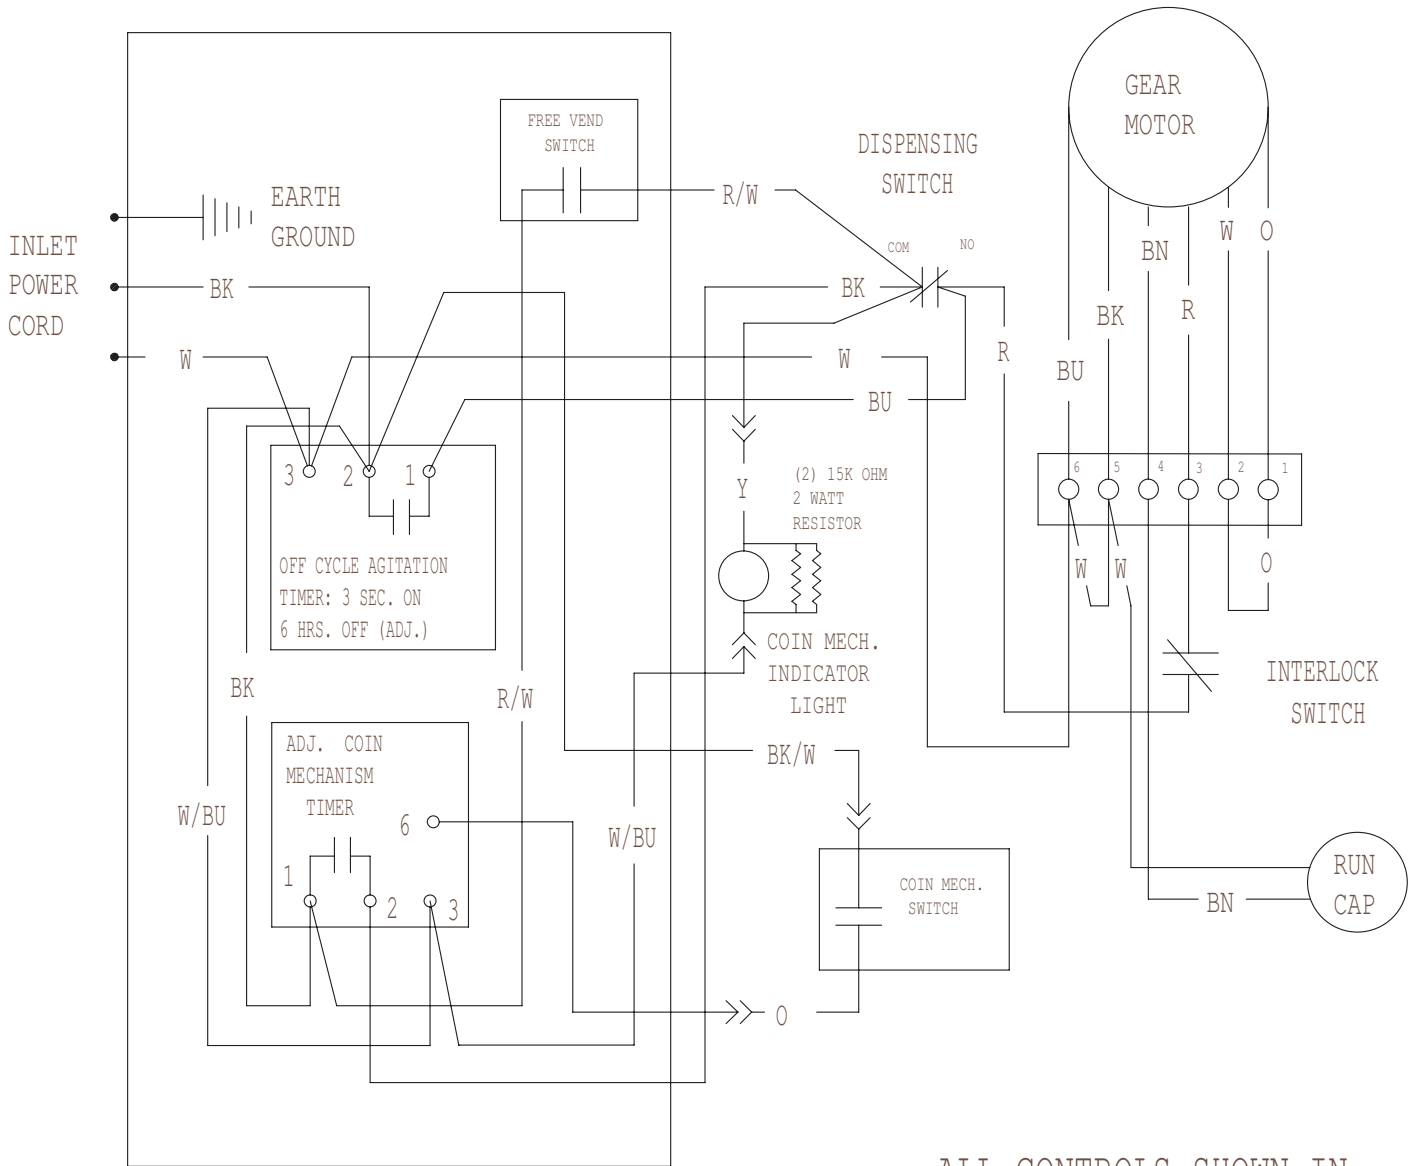 GEAR
MOTOR
FREE VEND
SWITCH
DISPENSING
SWITCH
R/W
EARTH
GROUND
INLET
POWER
CORD
BK
W
COM
NO
BK
W
BU
R
BU
BK
BN
R
W
O
6
5
4
3
2
1
3
2
1
OFF CYCLE AGITATION
TIMER: 3 SEC. ON
6 HRS. OFF (ADJ.)
Y
(2) 15K OHM
2 WATT
RESISTOR
W
W
O
COIN MECH.
INDICATOR
LIGHT
INTERLOCK
SWITCH
BK
R/W
BK/W
ADJ. COIN
MECHANISM
TIMER
6
1
2
3
W/BU
W/BU
COIN MECH.
SWITCH
RUN
CAP
BN
O